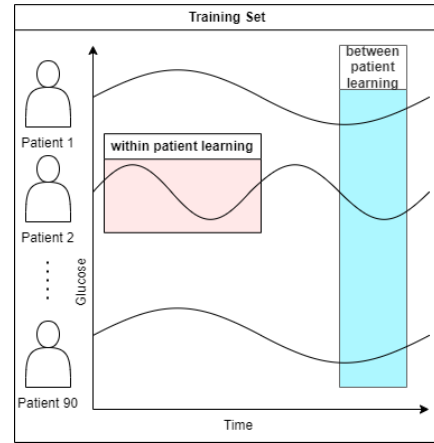 Training Set
between
patient
learning
Patient 1
within patient learning
Patient 2
Glucose
Patient 90
Time